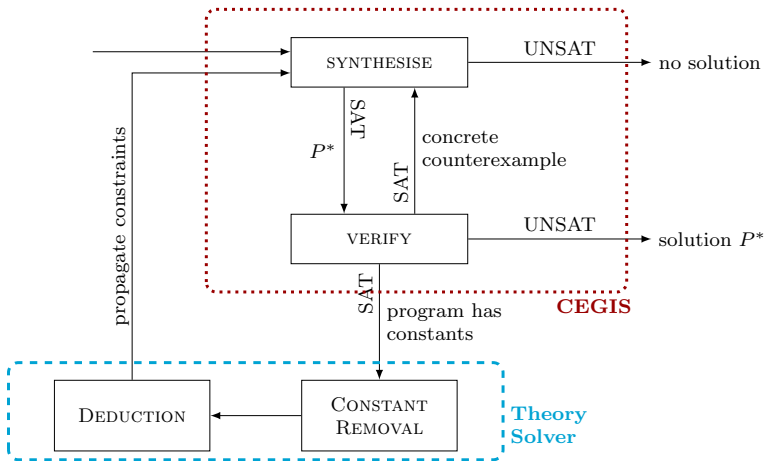 SYNTHESISE
UNSAT
no solution
SAT
P*
SAT
concrete
counterexample
propagate constraints
VERIFY
UNSAT
solution P*
SAT
program has
constants
CEGIS
DEDUCTION
CONSTANT
REMOVAL
Theory
Solver